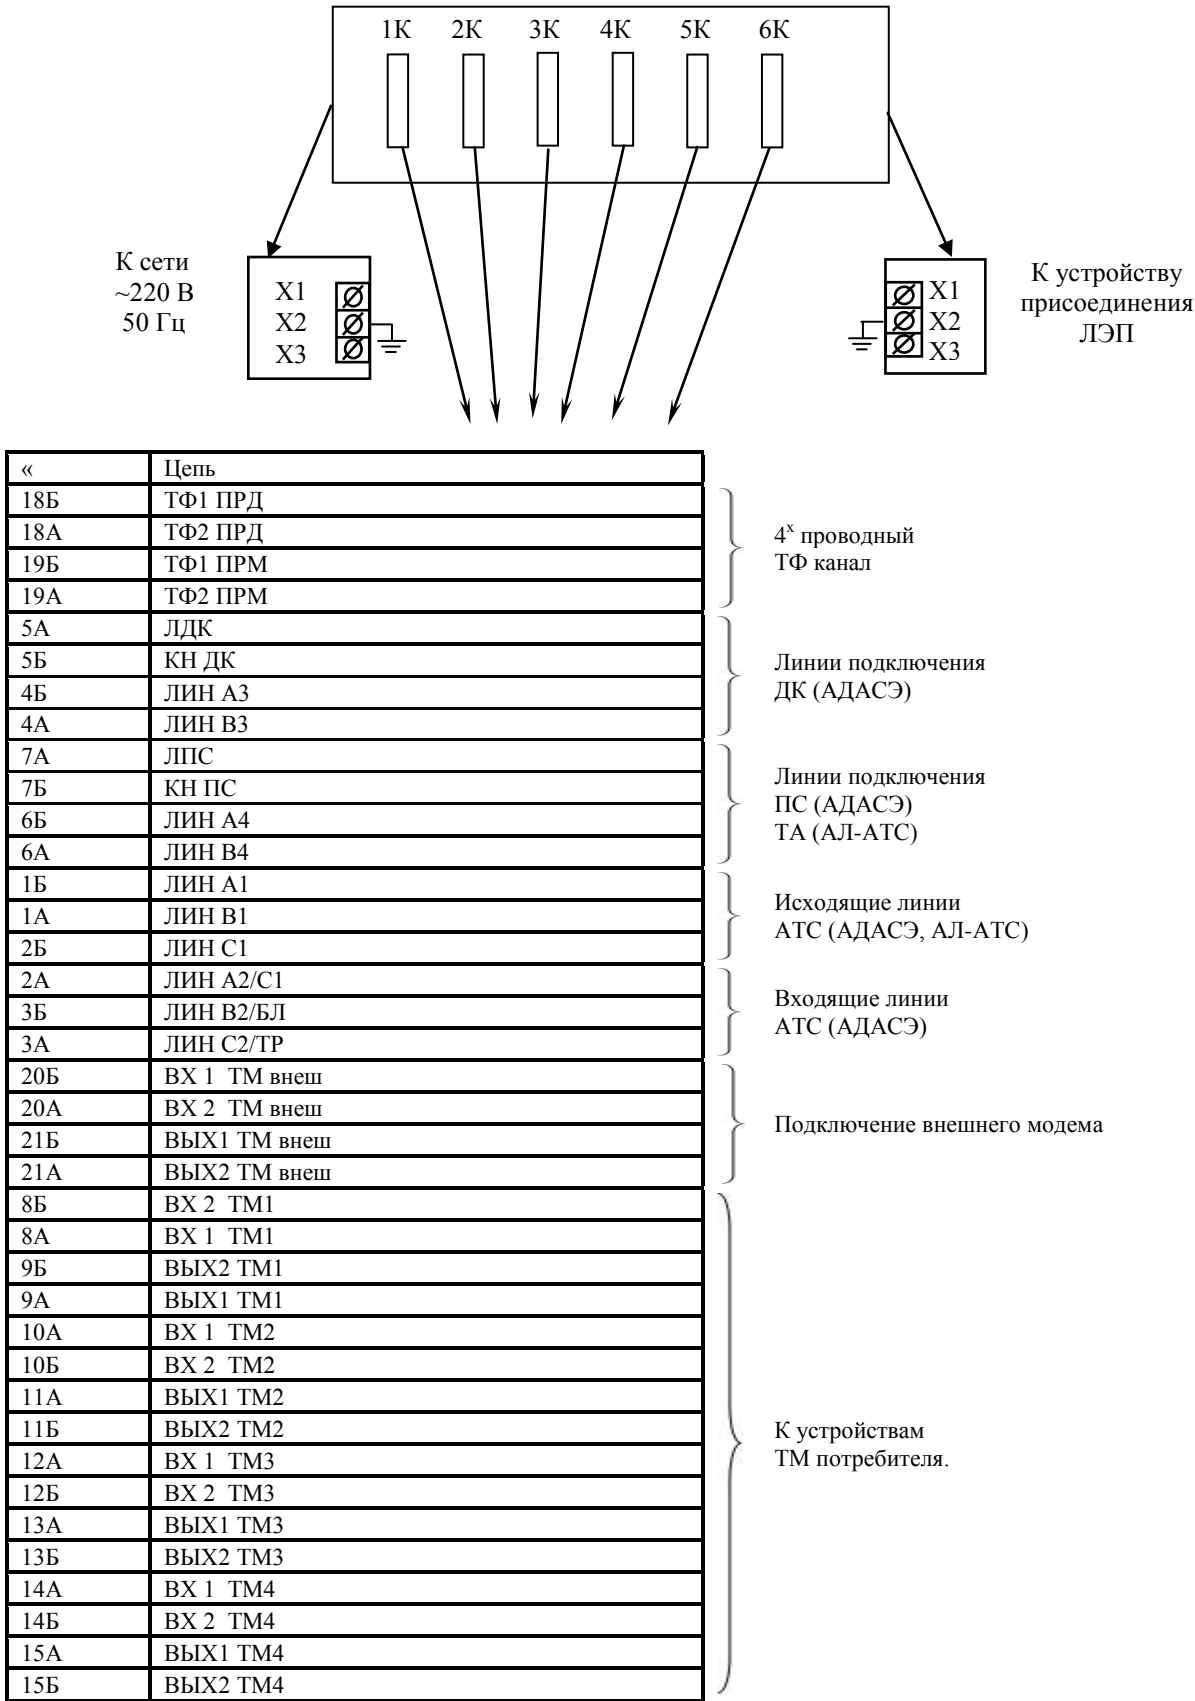 1К 2К 3К 4К 5К 6К
К сети
~220 В
50 Гц
Х1
Х2
Х3
Х1
Х2
Х3
К устройству
присоединения
ЛЭП
« Цепь
18Б ТФ1 ПРД
18А ТФ2 ПРД
19Б ТФ1 ПРМ
19А ТФ2 ПРМ
4х проводный
ТФ канал
5А ЛДК
5Б КН ДК
4Б ЛИН А3
4А ЛИН В3
Линии подключения
ДК (АДАСЭ)
7А ЛПС
7Б КН ПС
6Б ЛИН А4
6А ЛИН В4
Линии подключения
ПС (АДАСЭ)
ТА (АЛ-АТС)
1Б ЛИН А1
1А ЛИН В1
2Б ЛИН С1
Исходящие линии
АТС (АДАСЭ, АЛ-АТС)
2А ЛИН А2/С1
3Б ЛИН В2/БЛ
3А ЛИН С2/ТР
Входящие линии
АТС (АДАСЭ)
20Б ВХ 1 ТМ внеш
20А ВХ 2 ТМ внеш
21Б ВЫХ1 ТМ внеш
21А ВЫХ2 ТМ внеш
Подключение внешнего модема
8Б ВХ 2 ТМ1
8А ВХ 1 ТМ1
9Б ВЫХ2 ТМ1
9А ВЫХ1 ТМ1
10А ВХ 1 ТМ2
10Б ВХ 2 ТМ2
11А ВЫХ1 ТМ2
11Б ВЫХ2 ТМ2
12А ВХ 1 ТМ3
12Б ВХ 2 ТМ3
13А ВЫХ1 ТМ3
13Б ВЫХ2 ТМ3
14А ВХ 1 ТМ4
14Б ВХ 2 ТМ4
15А ВЫХ1 ТМ4
15Б ВЫХ2 ТМ4
К устройствам
ТМ потребителя.